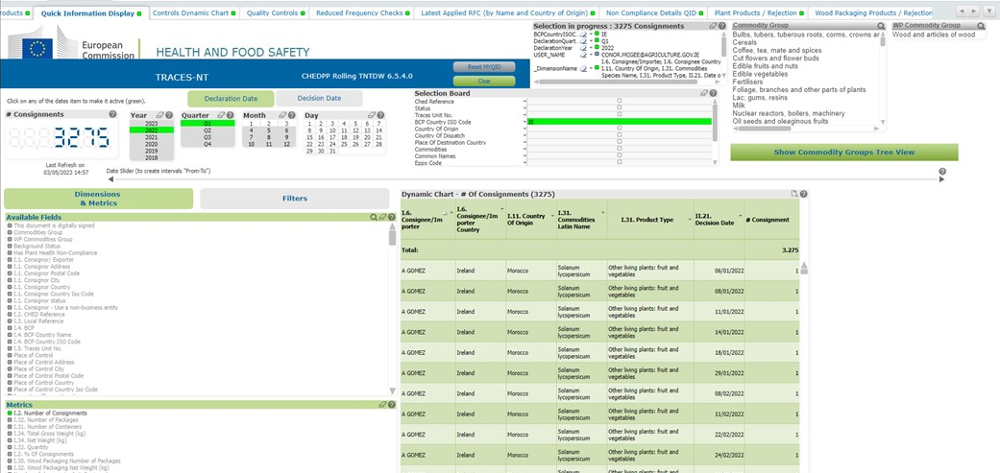 roducts
Quick Information Display
Controls Dynamic Chart
Quality Controls
Reduced Frequency Checks
Latest Applied RFC (by Name and Country of Origin)
Non Compliance Details QID
Plant Products / Rejection
Wood Packaging Products / Rejection
European
Commission
HEALTH AND FOOD SAFETY
TRACES-NT
CHEDPP Rolling TNTDW 6.5.4.0
Reset MYQID
Clear
Selection in progress : 3275 Consignments
BCPCountryISOC IE
DeclarationQuart Q1
DeclarationYear 2022
USER_NAME CONOR.MCGEE@AGRICULTURE.GOV.IE
I.6. Consignee/Importer, I.6. Consignee Country
_DimensionName I.11. Country Of Origin, I.31. Commodities
Species Name, I.31. Product Type, II.21. Date o
Commodity Group
Bulbs, tubers, tuberous roots, corms, crowns ar
Cereals
Coffee, tea, mate and spices
Cut flowers and flower buds
Edible fruits and nuts
Edible vegetables
Fertilisers
Foliage, branches and other parts of plants
Lac; gums, resins
Milk
Nuclear reactors, boilers, machinery
Oil seeds and oleaginous fruits
WP Commodity Group
Wood and articles of wood
Show Commodity Groups Tree View
Click on any of the dates item to make it active (green).
Declaration Date
Decision Date
# Consignments
3275
Year
2023
2022
2021
2020
2019
2018
Quarter
Q1
Q2
Q3
Q4
Month
1 2 3
4 5 6
7 8 9
10 11 12
Day
1 2 3 4 5 6 7
8 9 10 11 12 13 14
15 16 17 18 19 20 21
22 23 24 25 26 27 28
29 30 31
Selection Board
Ched Reference
Status
Traces Unit No.
BCP Country ISO Code IE
Country Of Origin
Country Of Dispatch
Place Of Destination Country
Commodities
Common Names
Eppo Code
Last Refresh on
03/05/2023 14:57
Date Slider (to create intervals "From-To")
Dimensions
& Metrics
Filters
Available Fields
This document is digitally signed
Commodities Group
WP Commodities Group
Background Status
Has Plant Health Non-Compliance
I.1. Consignor/ Exporter
I.1. Consignor Address
I.1. Consignor Postal Code
I.1. Consignor City
I.1. Consignor Country
I.1. Consignor Country Iso Code
I.1. Consignor status
I.1. Consignor - Use a non-business entity
I.2. CHED Reference
I.3. Local Reference
I.4. BCP
I.4. BCP Country Name
I.4. BCP Country ISO Code
I.5. Traces Unit No.
Place of Control
Place of Control Address
Place of Control City
Place of Control Postal Code
Place of Control Country
Place of Control Country Iso Code
Metrics
I.2. Number of Consignments
I.32. Number of Packages
I.31. Number of Containers
I.34. Total Gross Weight (kg)
I.34. Net Weight (kg)
I.33. Quantity
I.2. % Of Consignments
I.30. Wood Packaging Number of Packages
I.32. Wood Packaging Net Weight (kg)
Dynamic Chart - # Of Consignments (3275)
I.6. Consignee/Importer
I.6. Consignee/Importer Country
I.11. Country Of Origin
I.31. Commodities Latin Name
I.31. Product Type
II.21. Decision Date
# Consignment
Total: 3.275
A GOMEZ Ireland Morocco Solanum lycopersicum Other living plants: fruit and vegetables 06/01/2022 1
A GOMEZ Ireland Morocco Solanum lycopersicum Other living plants: fruit and vegetables 08/01/2022 1
A GOMEZ Ireland Morocco Solanum lycopersicum Other living plants: fruit and vegetables 11/01/2022 1
A GOMEZ Ireland Morocco Solanum lycopersicum Other living plants: fruit and vegetables 14/01/2022 1
A GOMEZ Ireland Morocco Solanum lycopersicum Other living plants: fruit and vegetables 18/01/2022 1
A GOMEZ Ireland Morocco Solanum lycopersicum Other living plants: fruit and vegetables 29/01/2022 1
A GOMEZ Ireland Morocco Solanum lycopersicum Other living plants: fruit and vegetables 08/02/2022 1
A GOMEZ Ireland Morocco Solanum lycopersicum Other living plants: fruit and vegetables 11/02/2022 1
A GOMEZ Ireland Morocco Solanum lycopersicum Other living plants: fruit and vegetables 22/02/2022 1
A GOMEZ Ireland Morocco Solanum lycopersicum Other living plants: fruit and vegetables 24/02/2022 1
Solanum Other living plants: fruit and